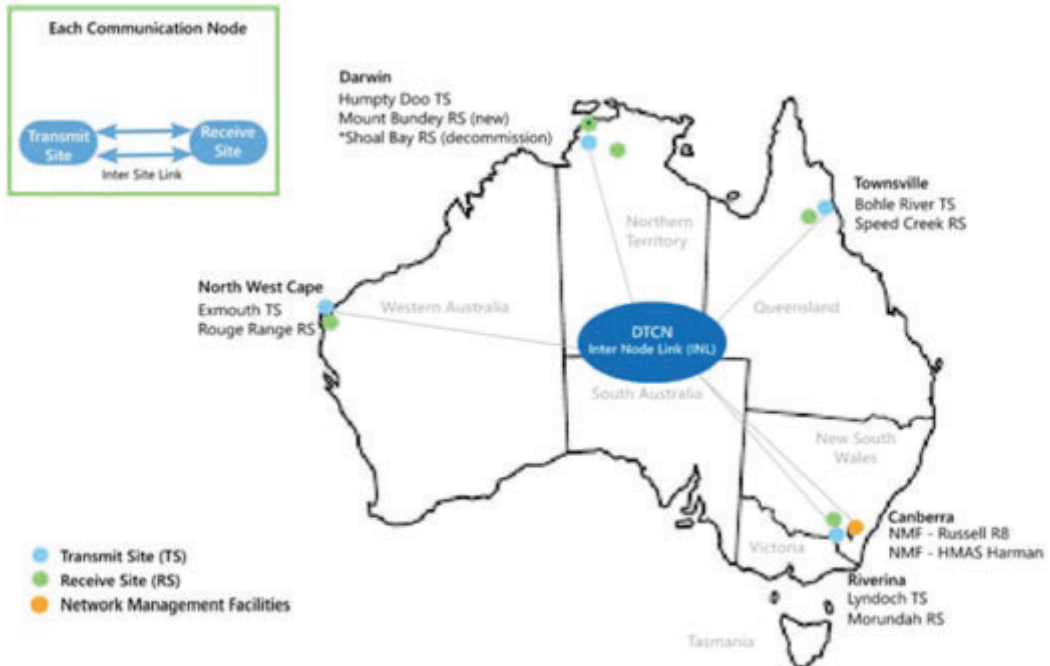 Each Communication Node
Transmit
Site
Receive
Site
Inter Site Link
Darwin
Humpty Doo TS
Mount Bundey RS (new)
*Shoal Bay RS (decommission)
*
Northern
Territory
Townsville
Bohle River TS
Speed Creek RS
North West Cape
Exmouth TS
Rouge Range RS
Western Australia
Queensland
DTCN
Inter Node Link (INL)
South Australia
New South
Wales
Canberra
NMF - Russell R8
NMF - HMAS Harman
Victoria
Riverina
Lyndoch TS
Morundah RS
Tasmania
Transmit Site (TS)
Receive Site (RS)
Network Management Facilities